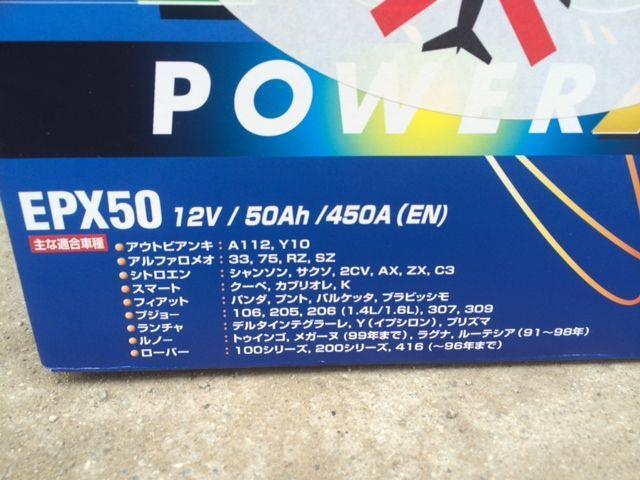 POWER
EPX50 12V / 50Ah /450A (EN)
主な適合車種
●アウトビアンキ : A112, Y10
●アルファロメオ : 33, 75, RZ, SZ
●シトロエン : シャンソン, サクソ, 2CV, AX, ZX, C3
●スマート : クーペ, カブリオレ, K
●フィアット : パンダ, プント, バルケッタ, ブラビッシモ
●プジョー : 106, 205, 206 (1.4L/1.6L), 307, 309
●ランチャ : デルタインテグラーレ, Y (イプシロン) , プリズマ
●ルノー : トゥインゴ, メガーヌ (99年まで) , ラグナ, ルーテシア (91〜98年)
●ローバー : 100シリーズ, 200シリーズ, 416 (〜96年まで)